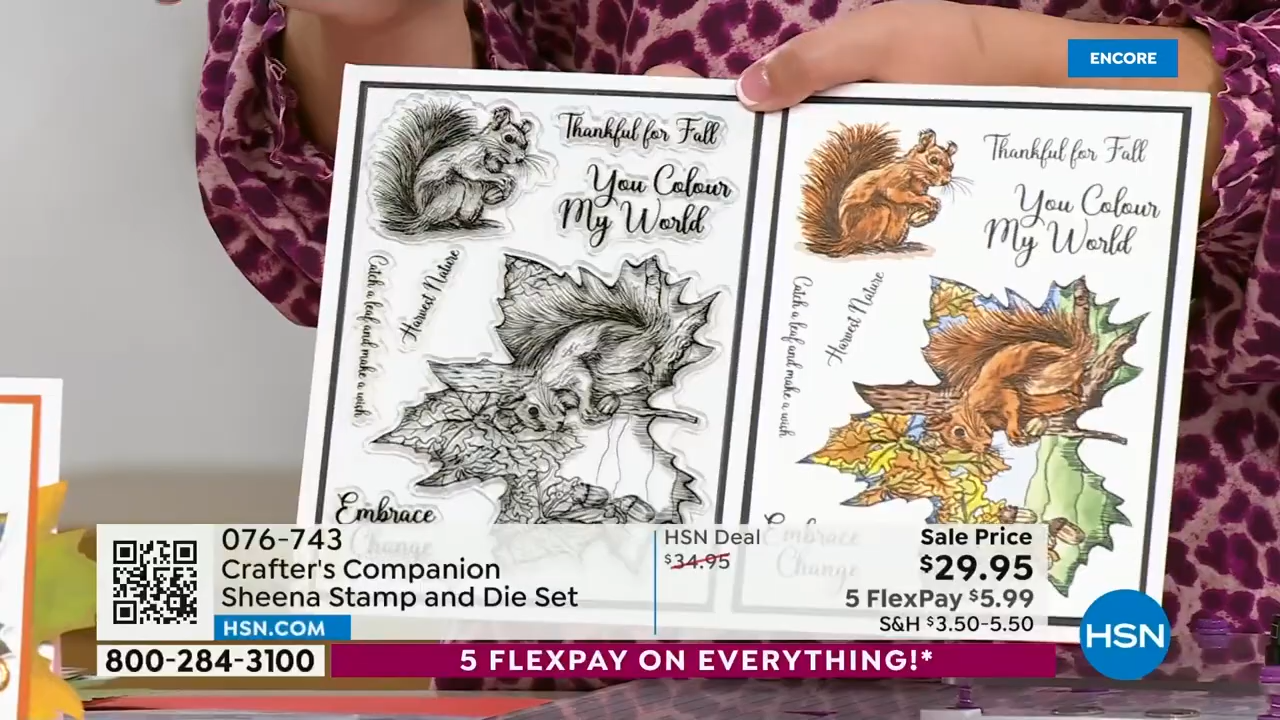 ENCORE
Thankful for Fall
You Colour
My World
Catch a leaf and make a wish
Harvest Nature
Embrace
Change
Thankful for Fall
You Colour
My World
Catch a leaf and make a wish
Harvest Nature
Embrace
Change
076-743
Crafter's Companion
Sheena Stamp and Die Set
HSN.COM
HSN Deal
$34.95
Sale Price
$29.95
5 FlexPay $5.99
S&H $3.50-5.50
HSN
800-284-3100
5 FLEXPAY ON EVERYTHING!*